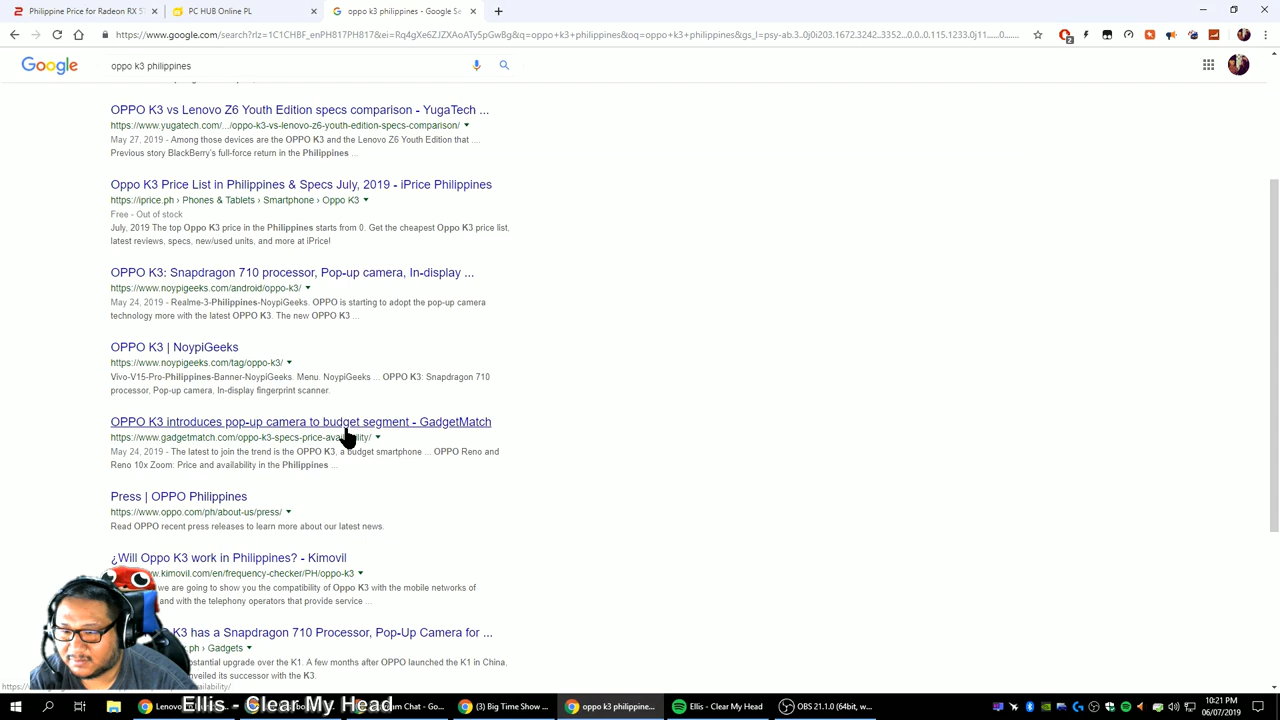 Philippine Price for Radeon RX 5
PC HUB Online PL
oppo k3 philippines - Google Se
https://www.google.com/search?rlz=1C1CHBF_enPH817PH817&ei=Rq4gXe6ZJZXAoATy5pGwBg&q=oppo+k3+philippines&oq=oppo+k3+philippines&gs_l=psy-ab.3..0j0i203.1672.3242..3352...0.0..0.115.1233.0j11......0....
Google
oppo k3 philippines
OPPO K3 vs Lenovo Z6 Youth Edition specs comparison - YugaTech ...
https://www.yugatech.com/.../oppo-k3-vs-lenovo-z6-youth-edition-specs-comparison/
May 27, 2019 - Among those devices are the OPPO K3 and the Lenovo Z6 Youth Edition that ....
Previous story BlackBerry's full-force return in the Philippines ...
Oppo K3 Price List in Philippines & Specs July, 2019 - iPrice Philippines
https://iprice.ph › Phones & Tablets › Smartphone › Oppo K3
Free - Out of stock
July, 2019 The top Oppo K3 price in the Philippines starts from 0. Get the cheapest Oppo K3 price list,
latest reviews, specs, new/used units, and more at iPrice!
OPPO K3: Snapdragon 710 processor, Pop-up camera, In-display ...
https://www.noypigeeks.com/android/oppo-k3/
May 24, 2019 - Realme-3-Philippines-NoypiGeeks. OPPO is starting to adopt the pop-up camera
technology more with the latest OPPO K3. The new OPPO K3 ...
OPPO K3 | NoypiGeeks
https://www.noypigeeks.com/tag/oppo-k3/
Vivo-V15-Pro-Philippines-Banner-NoypiGeeks. Menu. NoypiGeeks ... OPPO K3: Snapdragon 710
processor, Pop-up camera, In-display fingerprint scanner.
OPPO K3 introduces pop-up camera to budget segment - GadgetMatch
https://www.gadgetmatch.com/oppo-k3-specs-price-availability/
May 24, 2019 - The latest to join the trend is the OPPO K3, a budget smartphone ... OPPO Reno and
Reno 10x Zoom: Price and availability in the Philippines ...
Press | OPPO Philippines
https://www.oppo.com/ph/about-us/press/
Read OPPO recent press releases to learn more about our latest news.
¿Will Oppo K3 work in Philippines? - Kimovil
w.kimovil.com/en/frequency-checker/PH/oppo-k3
we are going to show you the compatibility of Oppo K3 with the mobile networks of
and with the telephony operators that provide service ...
K3 has a Snapdragon 710 Processor, Pop-Up Camera for ...
.ph › Gadgets
stantial upgrade over the K1. A few months after OPPO launched the K1 in China,
nveiled its successor with the K3.
Ellis - Clear My Head
Lenovo
m Chat - Go...
(3) Big Time Show ...
oppo k3 philippine...
Ellis - Clear My Head
OBS 21.1.0 (64bit, w...
10:21 PM
06/07/2019